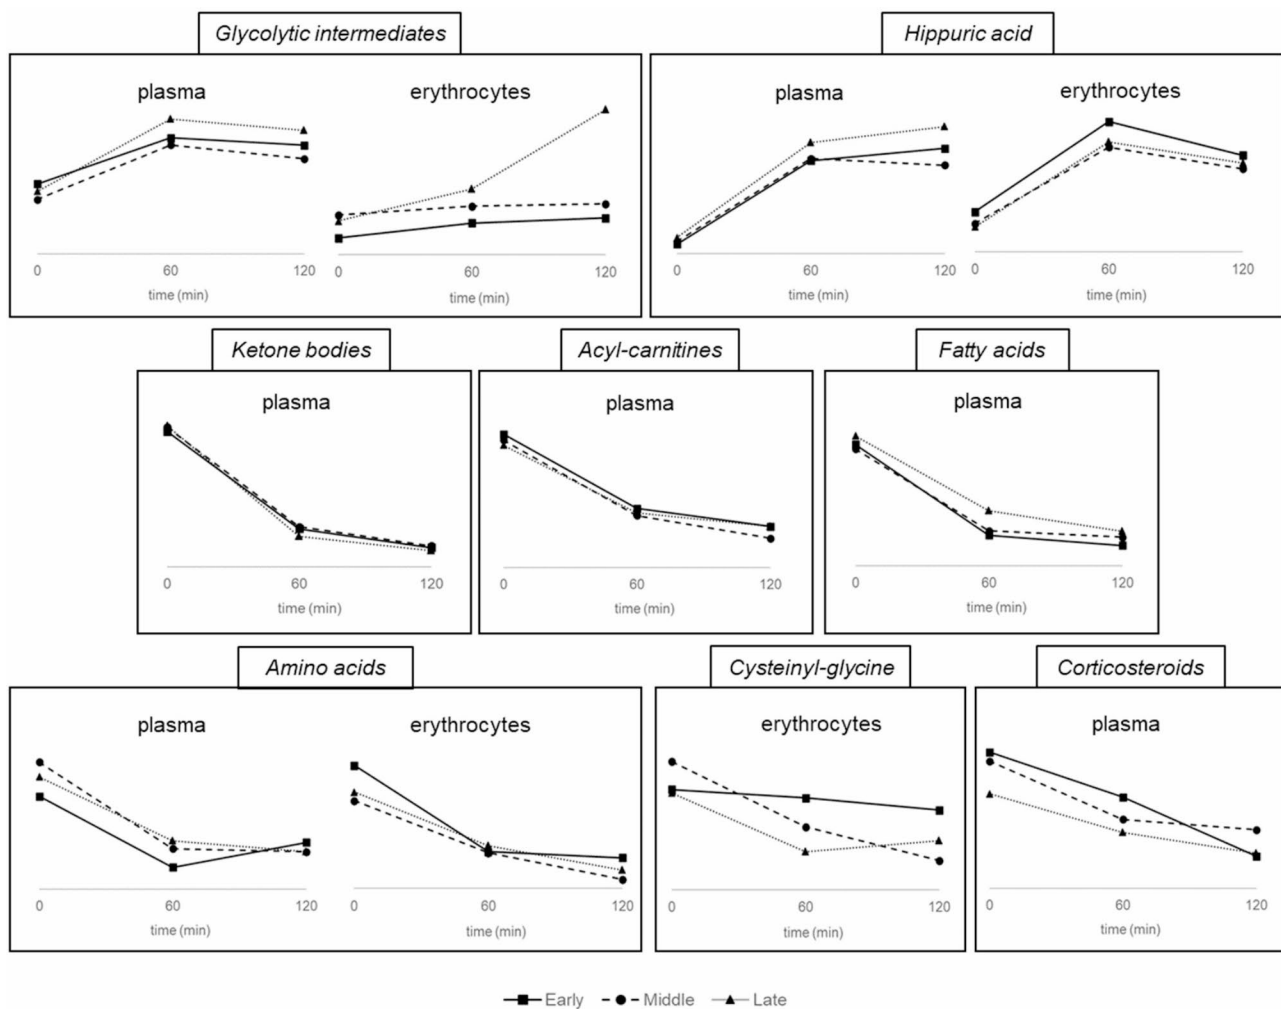 Glycolytic intermediates
Hippuric acid
plasma
erythrocytes
plasma
erythrocytes
0 60 120
0 60 120
0 60 120
0 60 120
time (min)
time (min)
time (min)
time (min)
Ketone bodies
Acyl-carnitines
Fatty acids
plasma
plasma
plasma
0 60 120
0 60 120
0 60 120
time (min)
time (min)
time (min)
Amino acids
Cysteinyl-glycine
Corticosteroids
plasma
erythrocytes
erythrocytes
plasma
0 60 120
0 60 120
0 60 120
0 60 120
time (min)
time (min)
time (min)
time (min)
Early Middle Late